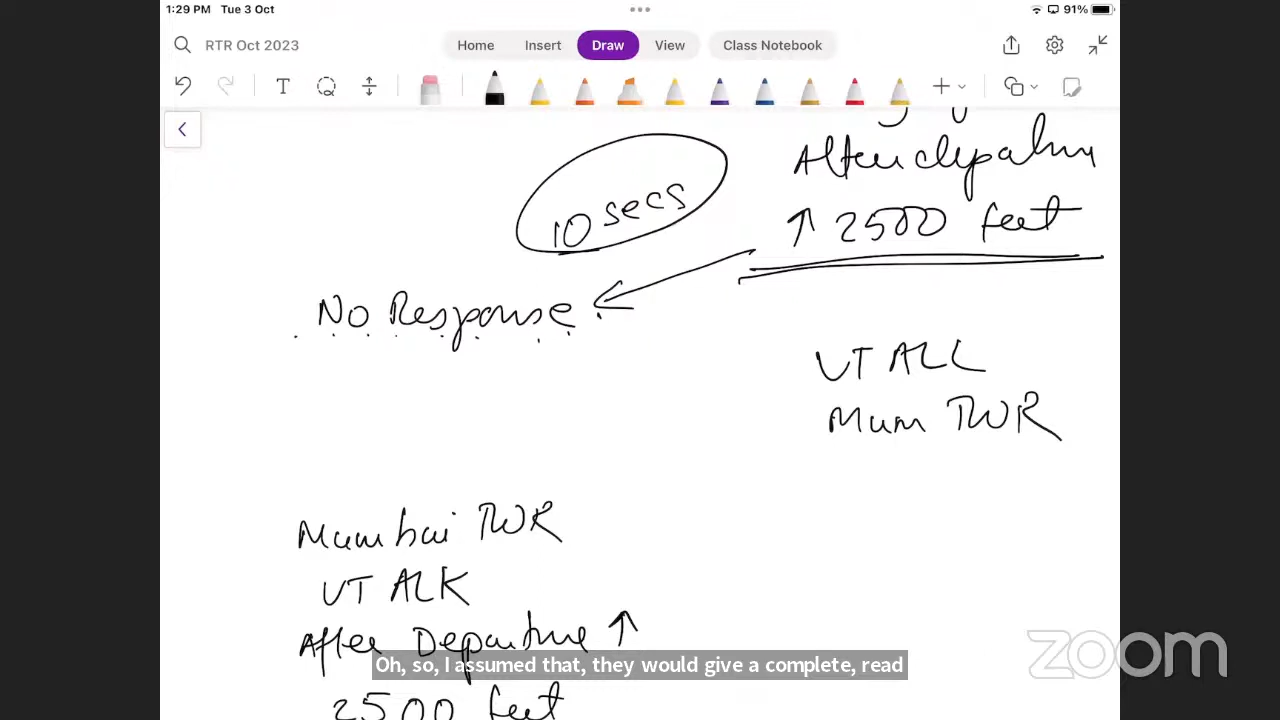 1:29 PM Tue 3 Oct
91%
RTR Oct 2023
Home Insert Draw View Class Notebook
After departure
↑ 2500 feet
10 secs
No Response
VT ALL
Mum TWR
Mumbai TWR
VT ALK
After Departure ↑
2500 feet
Oh, so, I assumed that, they would give a complete, read
zoom